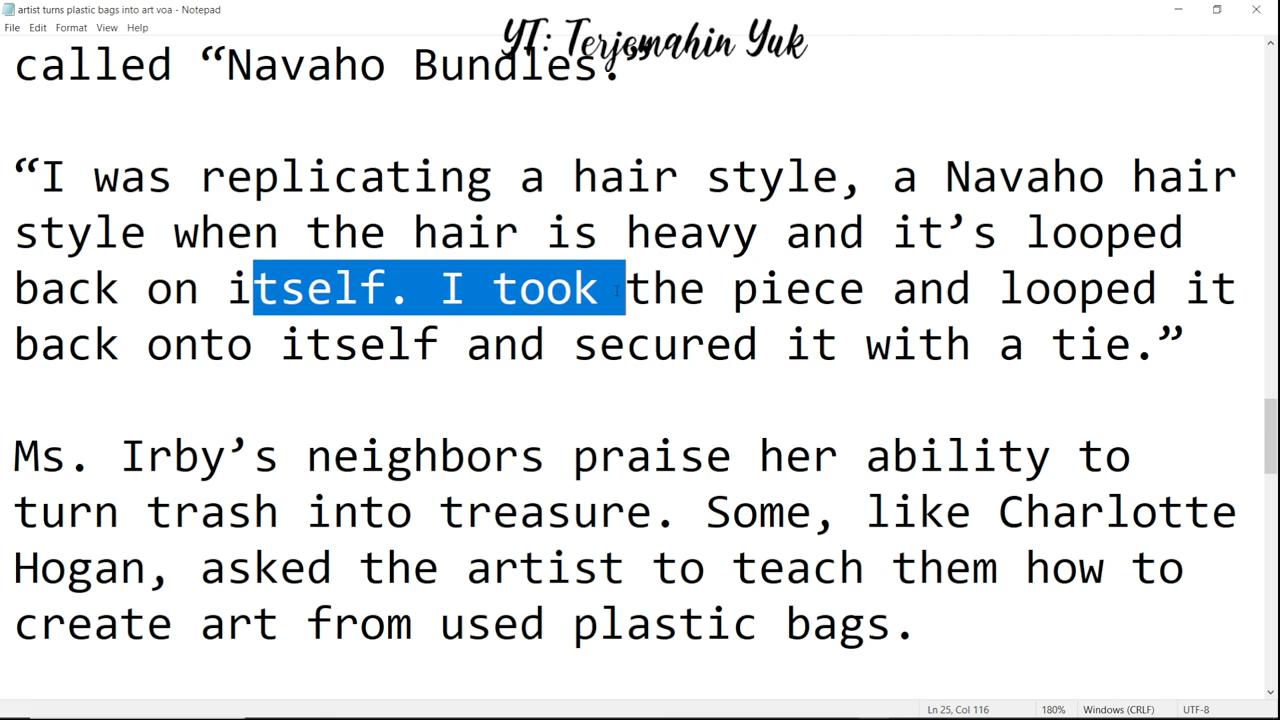 artist turns plastic bags into art voa - Notepad
File Edit Format View Help
YT: Terjemahin Yuk
called “Navaho Bundles.”
“I was replicating a hair style, a Navaho hair
style when the hair is heavy and it’s looped
back on itself. I took the piece and looped it
back onto itself and secured it with a tie.”
Ms. Irby’s neighbors praise her ability to
turn trash into treasure. Some, like Charlotte
Hogan, asked the artist to teach them how to
create art from used plastic bags.
Ln 25, Col 116 180% Windows (CRLF) UTF-8